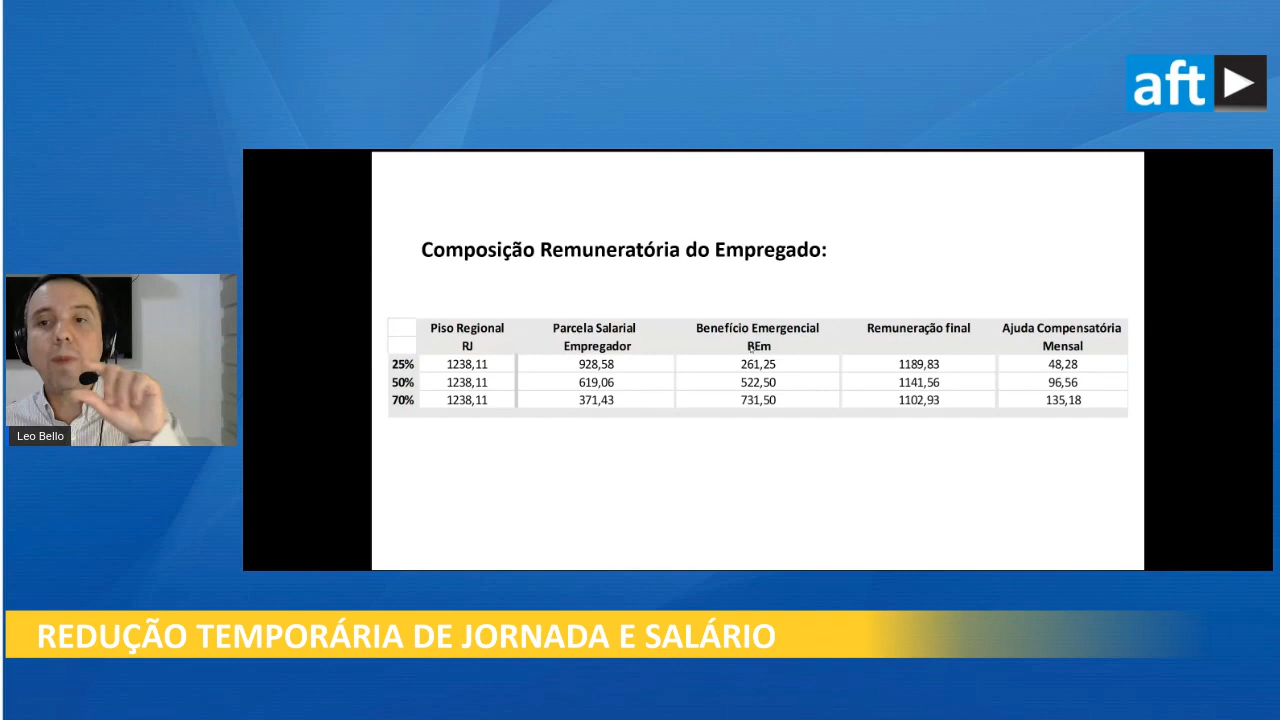 aft
Composição Remuneratória do Empregado:
Piso Regional RJ Parcela Salarial Empregador Benefício Emergencial BEm Remuneração final Ajuda Compensatória Mensal
25% 1238,11 928,58 261,25 1189,83 48,28
50% 1238,11 619,06 522,50 1141,56 96,56
70% 1238,11 371,43 731,50 1102,93 135,18
Leo Bello
REDUÇÃO TEMPORÁRIA DE JORNADA E SALÁRIO